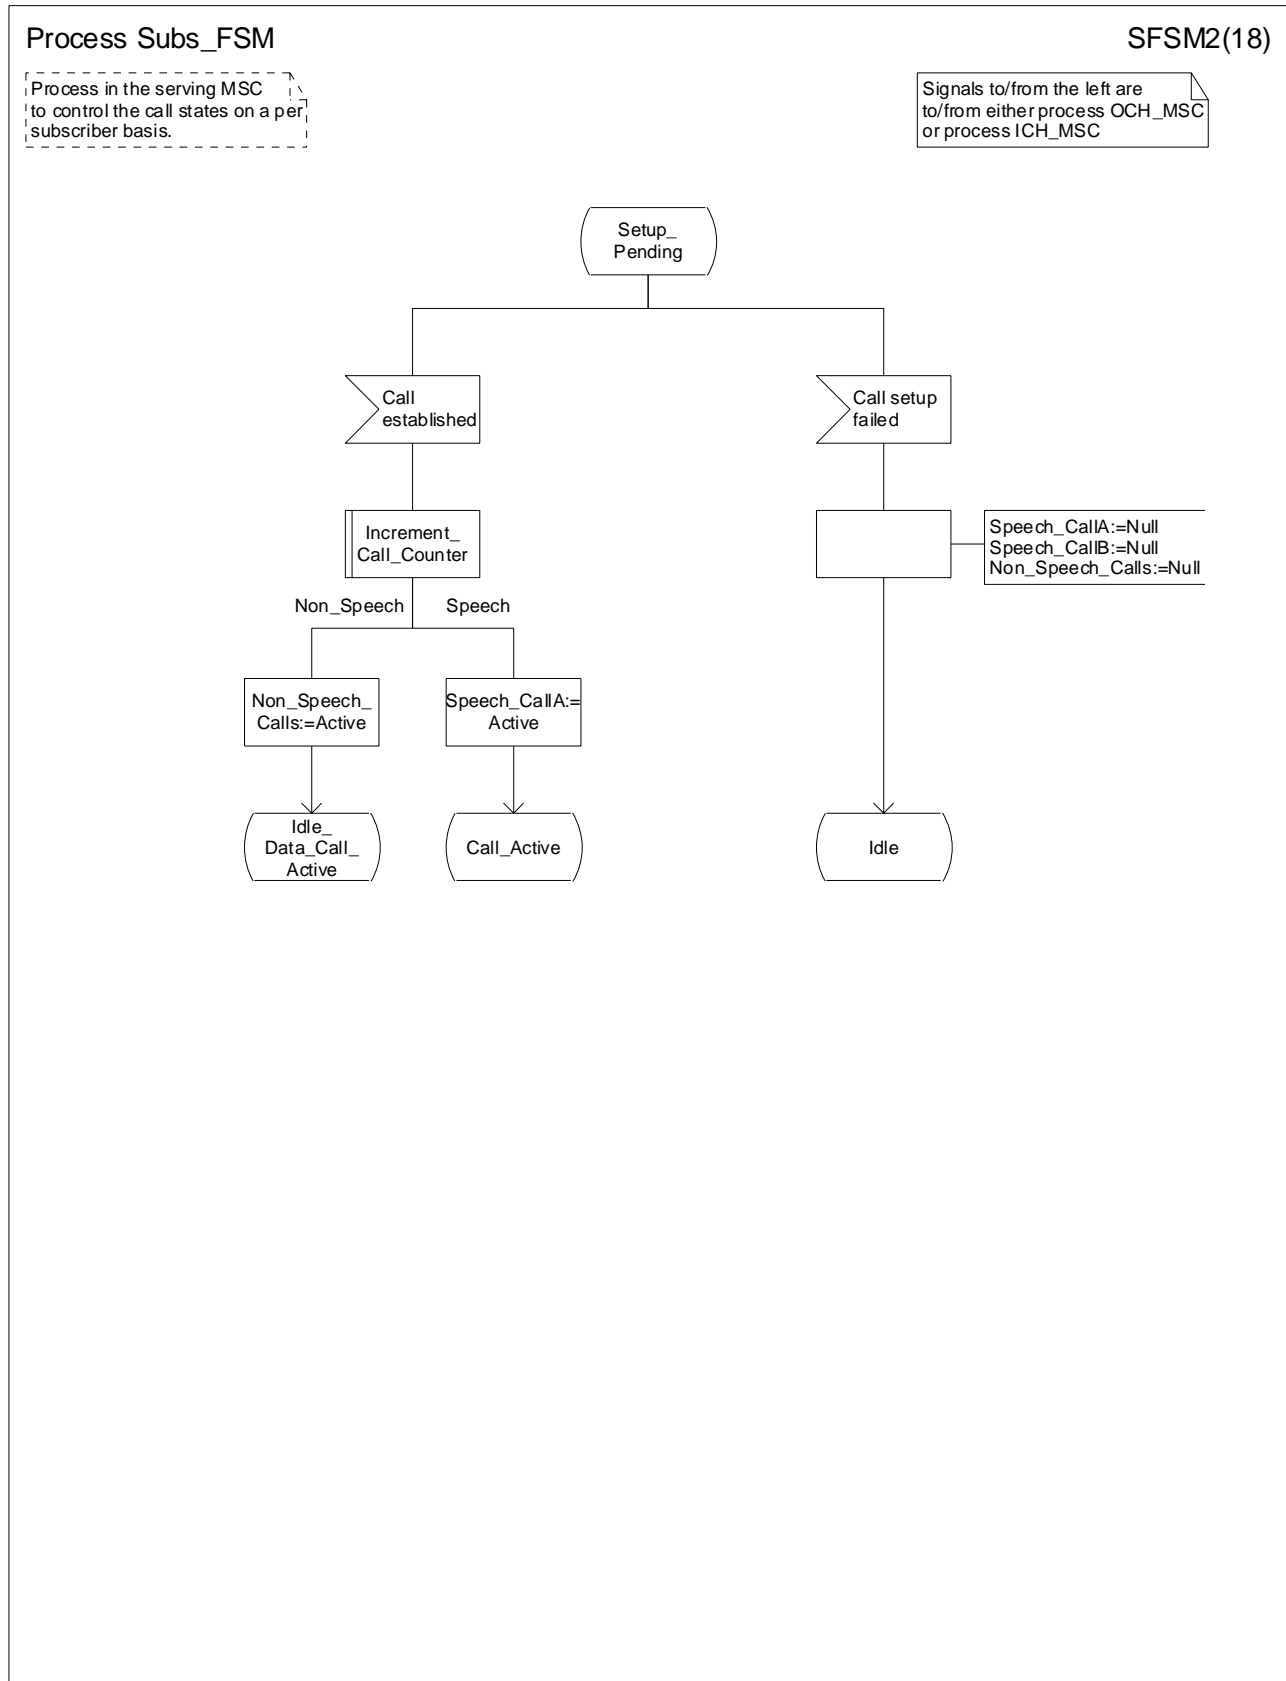 Process Subs_FSM
SFSM2(18)
Process in the serving MSC
to control the call states on a per
subscriber basis.
Signals to/from the left are
to/from either process OCH_MSC
or process ICH_MSC
Setup_
Pending
Call
established
Call setup
failed
Increment_
Call_Counter
Speech_CallA:=Null
Speech_CallB:=Null
Non_Speech_Calls:=Null
Non_Speech
Speech
Non_Speech_
Calls:=Active
Speech_CallA:=
Active
Idle_
Data_Call_
Active
Call_Active
Idle